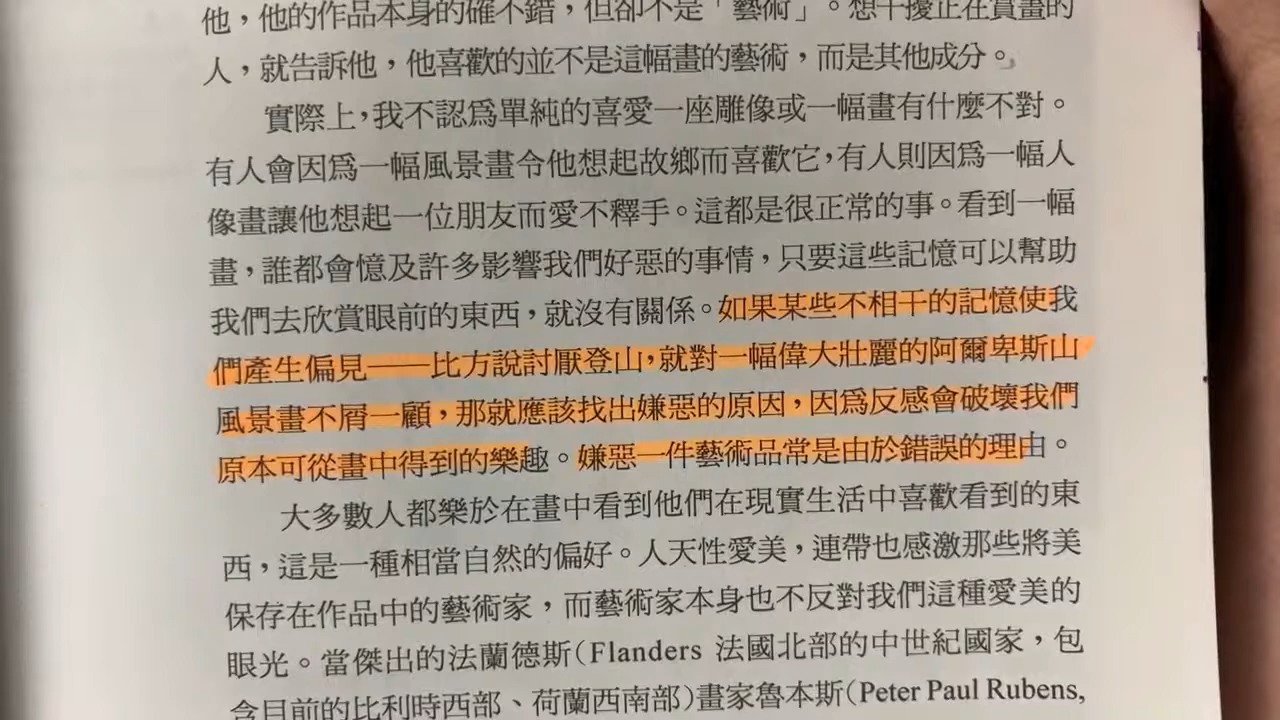 他，他的作品本身的確不錯，但卻不是「藝術」。想干擾正在賞畫的
人，就告訴他，他喜歡的並不是這幅畫的藝術，而是其他成分。」
實際上，我不認爲單純的喜愛一座雕像或一幅畫有什麼不對。
有人會因爲一幅風景畫令他想起故鄉而喜歡它，有人則因爲一幅人
像畫讓他想起一位朋友而愛不釋手。這都是很正常的事。看到一幅
畫，誰都會憶及許多影響我們好惡的事情，只要這些記憶可以幫助
我們去欣賞眼前的東西，就沒有關係。如果某些不相干的記憶使我
們產生偏見——比方說討厭登山，就對一幅偉大壯麗的阿爾卑斯山
風景畫不屑一顧，那就應該找出嫌惡的原因，因爲反感會破壞我們
原本可從畫中得到的樂趣。嫌惡一件藝術品常是由於錯誤的理由。
大多數人都樂於在畫中看到他們在現實生活中喜歡看到的東
西，這是一種相當自然的偏好。人天性愛美，連帶也感激那些將美
保存在作品中的藝術家，而藝術家本身也不反對我們這種愛美的
眼光。當傑出的法蘭德斯(Flanders 法國北部的中世紀國家，包
含目前的比利時西部、荷蘭西南部)畫家魯本斯(Peter Paul Rubens,